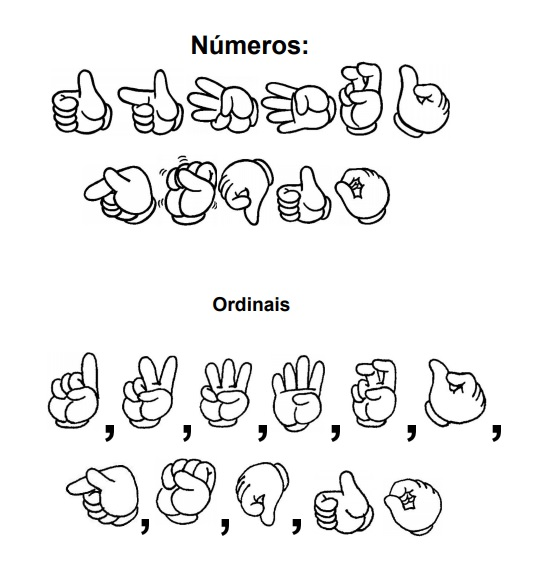 Números:
Ordinais
, , , , , ,
, , ,